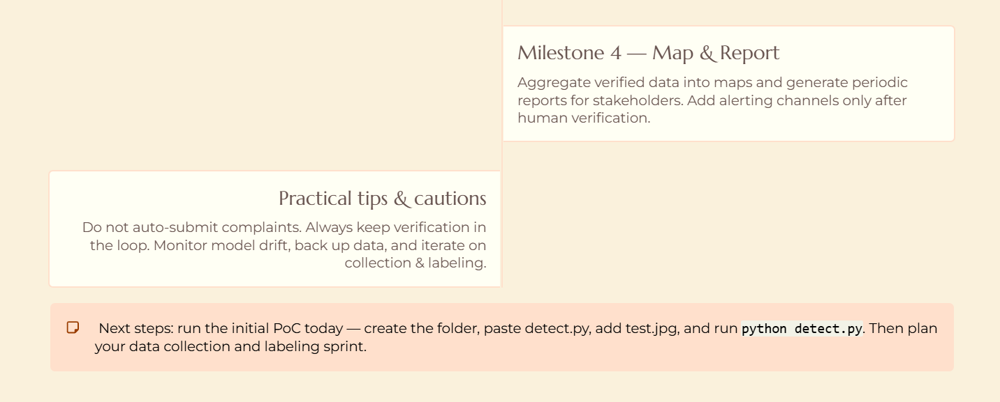 Milestone 4 — Map & Report
Aggregate verified data into maps and generate periodic
reports for stakeholders. Add alerting channels only after
human verification.
Practical tips & cautions
Do not auto-submit complaints. Always keep verification in
the loop. Monitor model drift, back up data, and iterate on
collection & labeling.
Next steps: run the initial PoC today — create the folder, paste detect.py, add test.jpg, and run python detect.py. Then plan
your data collection and labeling sprint.